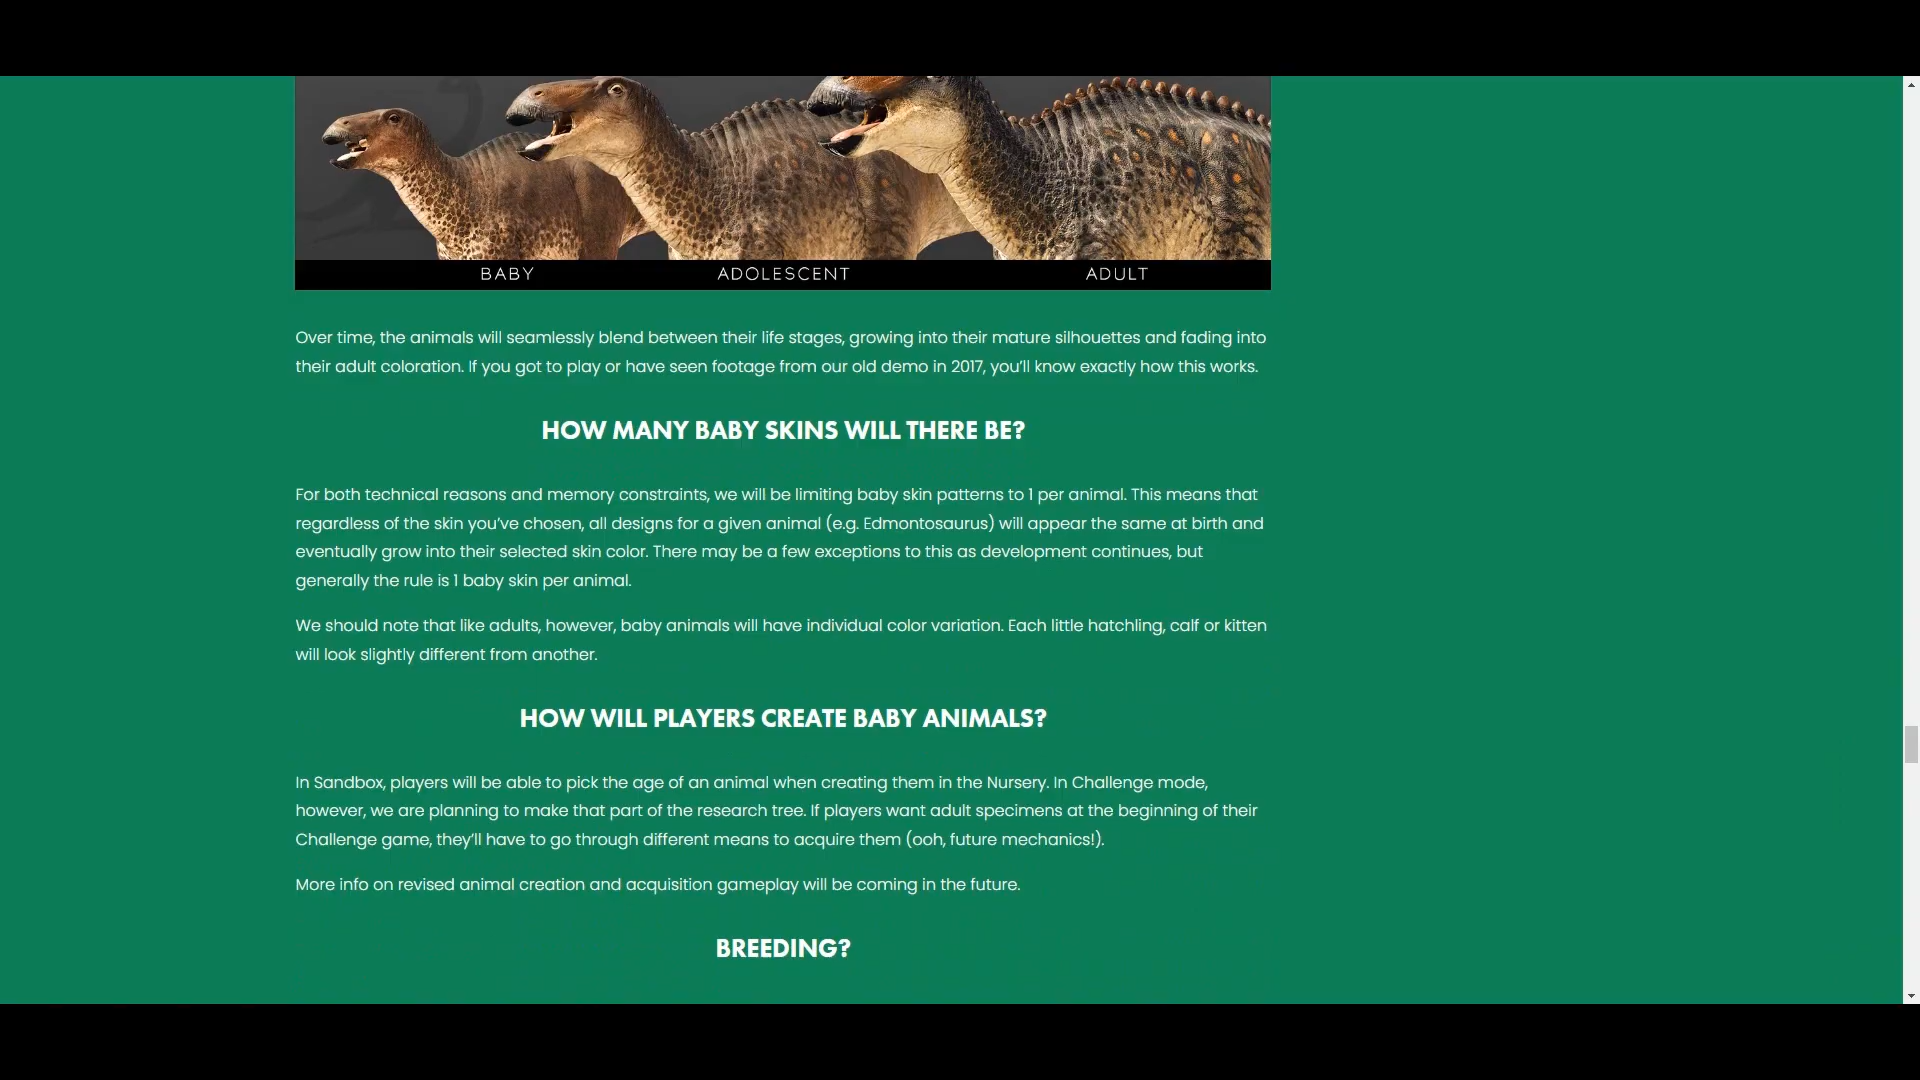 BABY ADOLESCENT ADULT
Over time, the animals will seamlessly blend between their life stages, growing into their mature silhouettes and fading into
their adult coloration. If you got to play or have seen footage from our old demo in 2017, you’ll know exactly how this works.
HOW MANY BABY SKINS WILL THERE BE?
For both technical reasons and memory constraints, we will be limiting baby skin patterns to 1 per animal. This means that
regardless of the skin you’ve chosen, all designs for a given animal (e.g. Edmontosaurus) will appear the same at birth and
eventually grow into their selected skin color. There may be a few exceptions to this as development continues, but
generally the rule is 1 baby skin per animal.
We should note that like adults, however, baby animals will have individual color variation. Each little hatchling, calf or kitten
will look slightly different from another.
HOW WILL PLAYERS CREATE BABY ANIMALS?
In Sandbox, players will be able to pick the age of an animal when creating them in the Nursery. In Challenge mode,
however, we are planning to make that part of the research tree. If players want adult specimens at the beginning of their
Challenge game, they’ll have to go through different means to acquire them (ooh, future mechanics!).
More info on revised animal creation and acquisition gameplay will be coming in the future.
BREEDING?